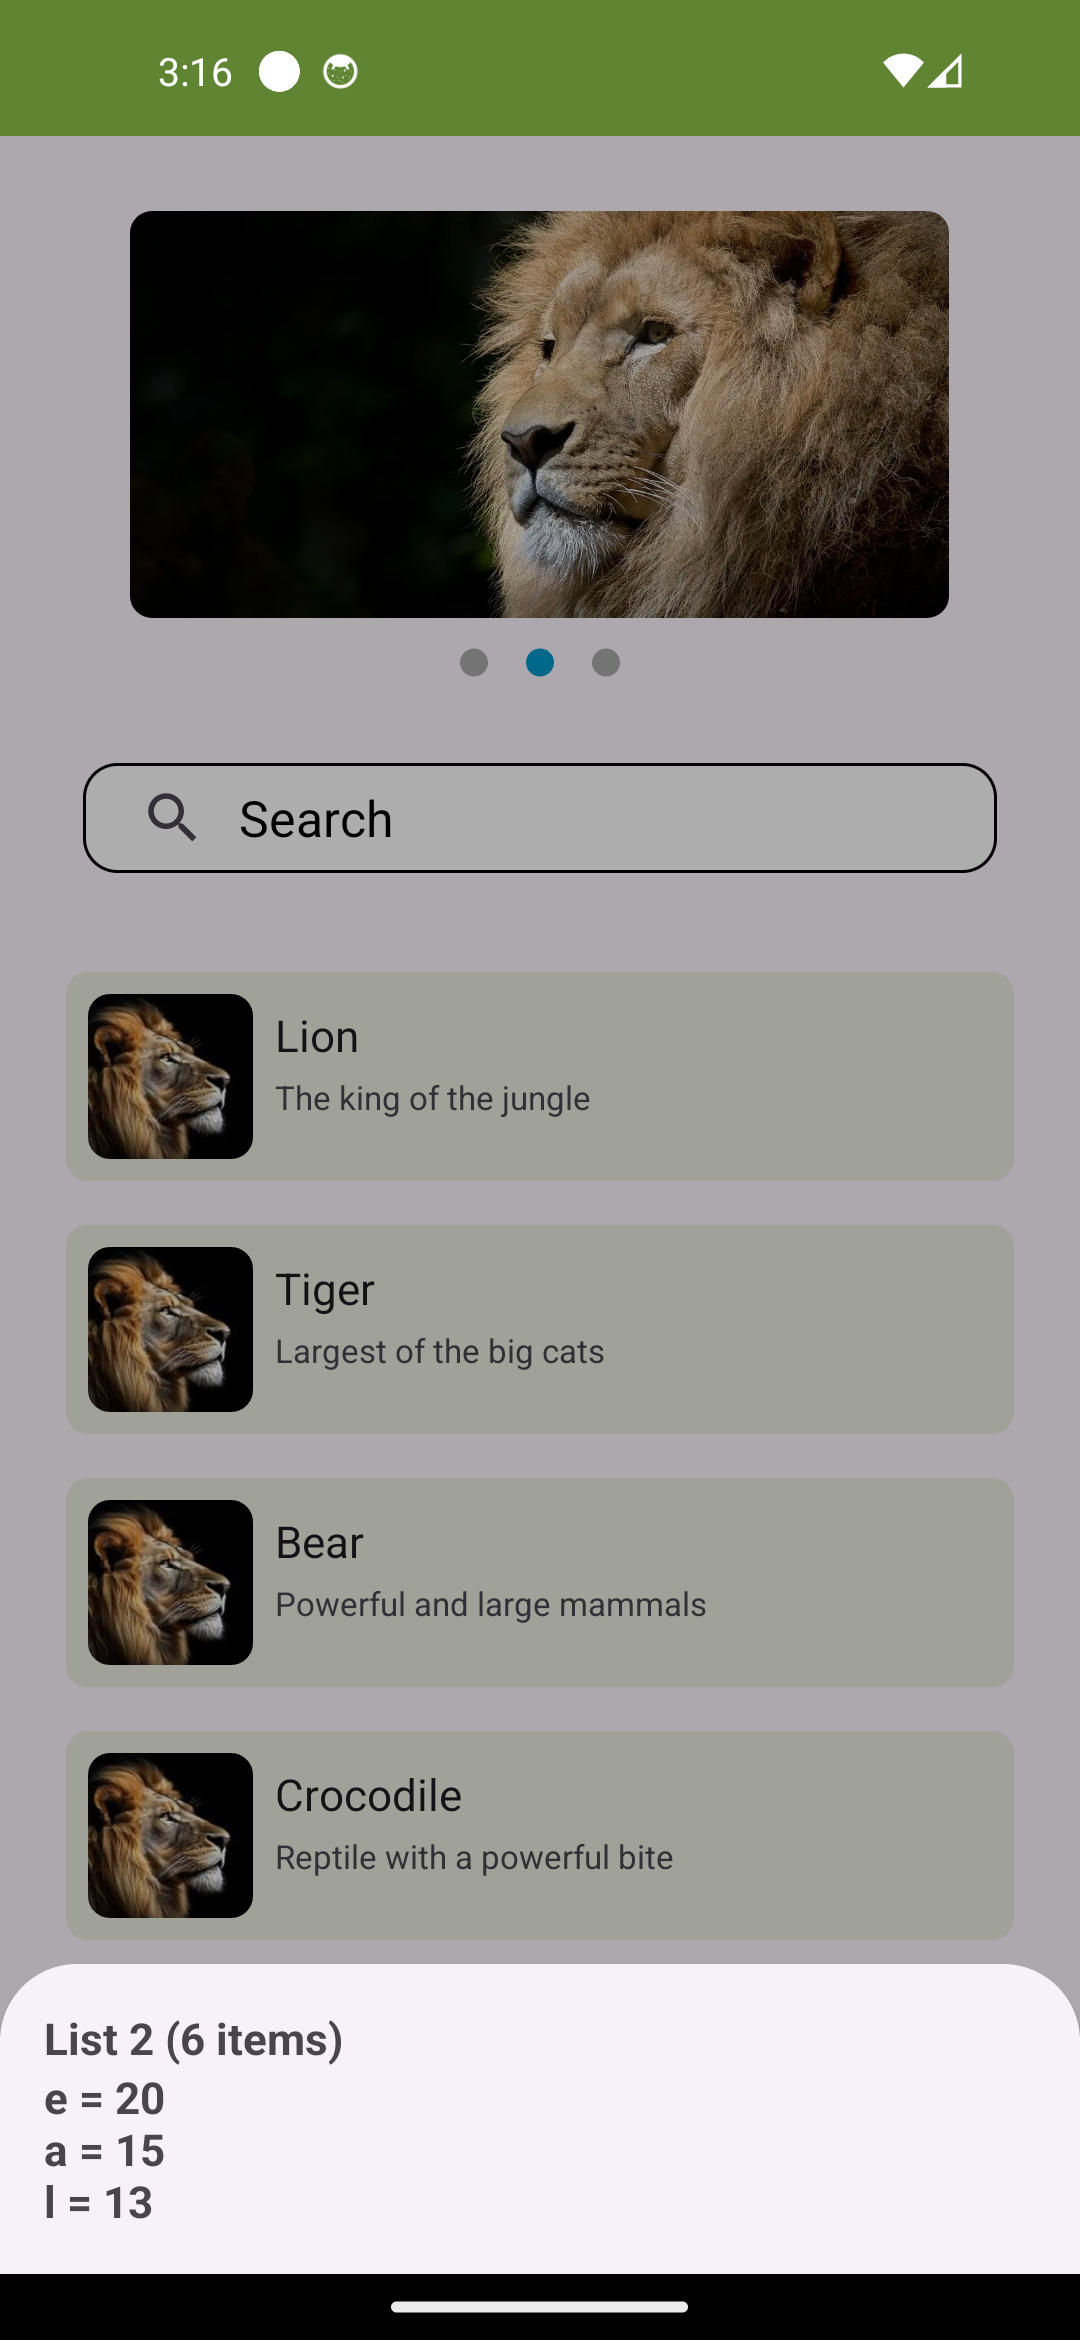 3:16
Search
Lion
The king of the jungle
Tiger
Largest of the big cats
Bear
Powerful and large mammals
Crocodile
Reptile with a powerful bite
List 2 (6 items)
e = 20
a = 15
l = 13